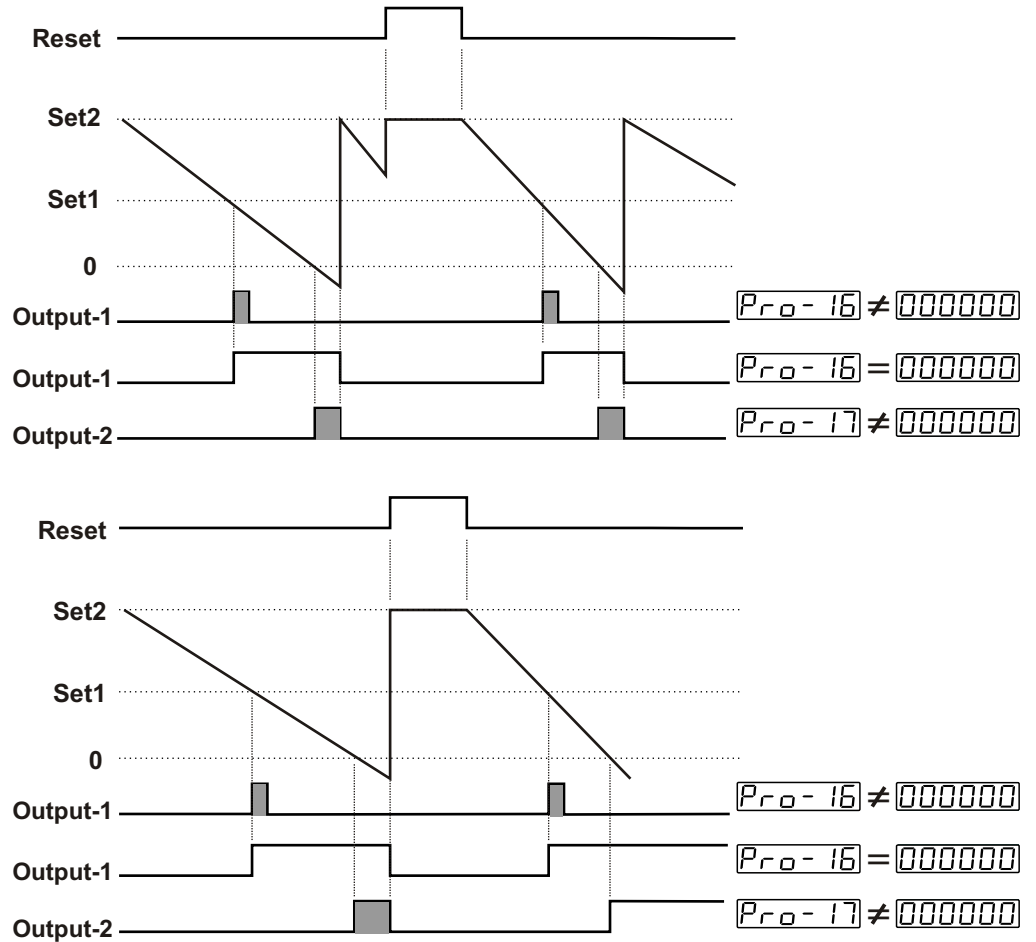 Reset
Set2
Set1
0
Output-1 Pro-16 ≠ 000000
Output-1 Pro-16 = 000000
Output-2 Pro-17 ≠ 000000
Reset
Set2
Set1
0
Output-1 Pro-16 ≠ 000000
Output-1 Pro-16 = 000000
Output-2 Pro-17 ≠ 000000